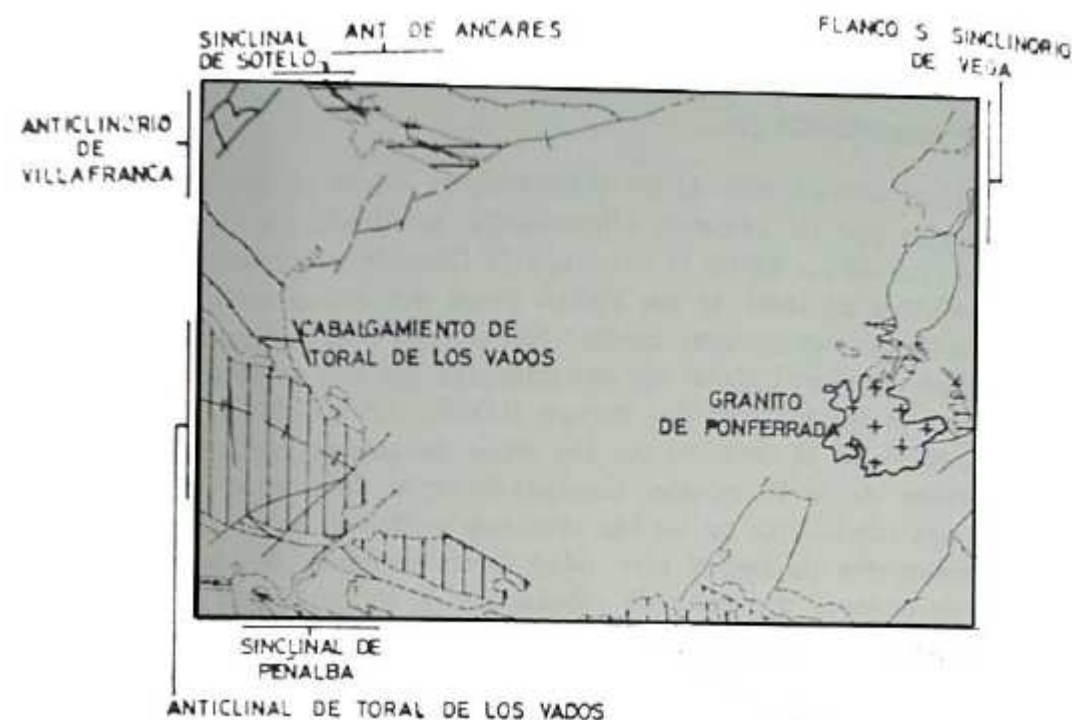 SINCLINAL
DE SOTELO
ANT. DE ANCARES
FLANCO S SINCLINORIO
DE VEGA
ANTICLINORIO
DE
VILLAFRANCA
CABALGAMIENTO DE
TORAL DE LOS VADOS
GRANITO
DE PONFERRADA
SINCLINAL DE
PEÑALBA
ANTICLINAL DE TORAL DE LOS VADOS